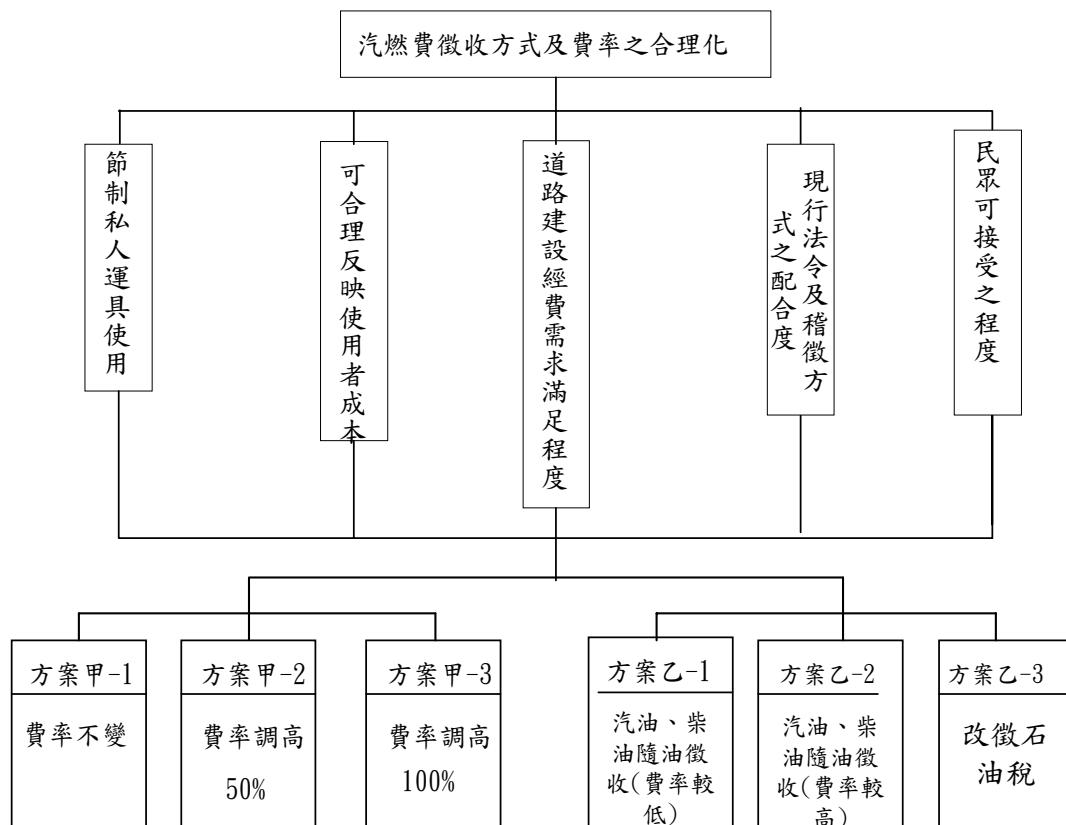 汽燃費徵收方式及費率之合理化
節制私人運具使用
可合理反映使用者成本
道路建設經費需求滿足程度
現行法令及稽徵方
式之配合度
民眾可接受之程度
方案甲-1
費率不變
方案甲-2
費率調高
50%
方案甲-3
費率調高
100%
方案乙-1
汽油、柴
油隨油徵
收(費率較
低)
方案乙-2
汽油、柴
油隨油徵
收(費率較
高)
方案乙-3
改徵石
油稅